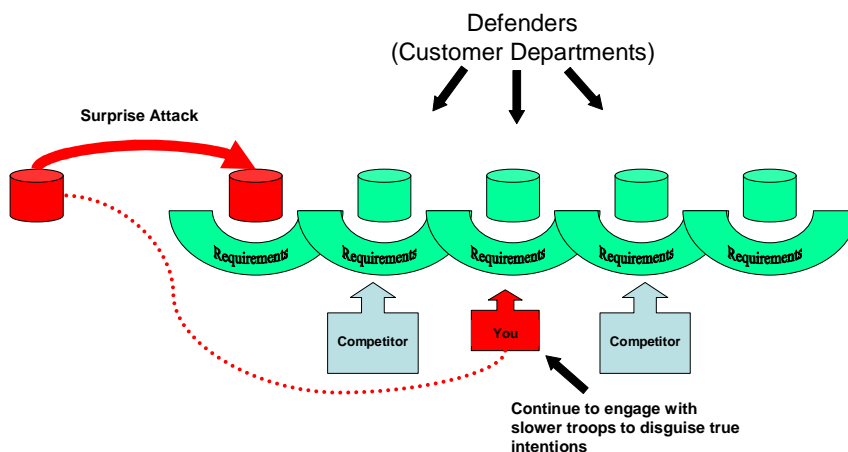 Defenders
(Customer Departments)
Surprise Attack
Requirements
Requirements
Requirements
Requirements
Requirements
Competitor
You
Competitor
Continue to engage with
slower troops to disguise true
intentions